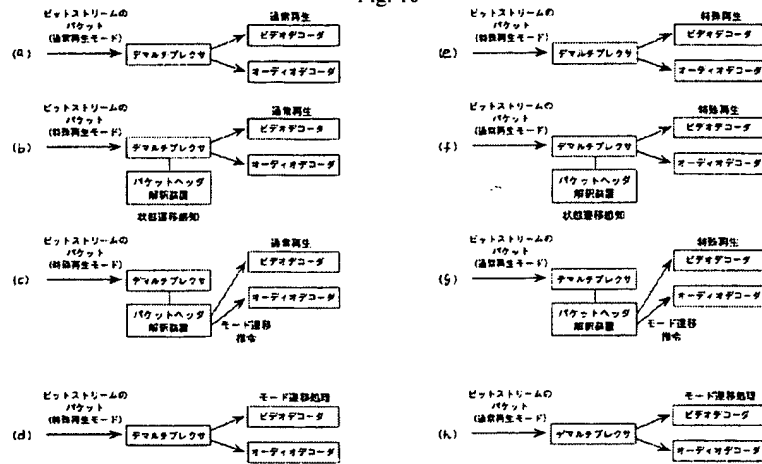 Fig. 10
(a)
ビットストリームの
パケット
(通常再生モード)
デマルチプレクサ
通常再生
ビデオデコーダ
オーディオデコーダ
(b)
ビットストリームの
パケット
(特殊再生モード)
デマルチプレクサ
パケットヘッダ
解釈装置
状態遷移感知
通常再生
ビデオデコーダ
オーディオデコーダ
(c)
ビットストリームの
パケット
(特殊再生モード)
デマルチプレクサ
パケットヘッダ
解釈装置
モード遷移
指令
通常再生
ビデオデコーダ
オーディオデコーダ
(d)
ビットストリームの
パケット
(特殊再生モード)
デマルチプレクサ
モード遷移処理
ビデオデコーダ
オーディオデコーダ
(e)
ビットストリームの
パケット
(特殊再生モード)
デマルチプレクサ
特殊再生
ビデオデコーダ
オーディオデコーダ
(f)
ビットストリームの
パケット
(通常再生モード)
デマルチプレクサ
パケットヘッダ
解釈装置
状態遷移感知
特殊再生
ビデオデコーダ
オーディオデコーダ
(g)
ビットストリームの
パケット
(通常再生モード)
デマルチプレクサ
パケットヘッダ
解釈装置
モード遷移
指令
特殊再生
ビデオデコーダ
オーディオデコーダ
(h)
ビットストリームの
パケット
(通常再生モード)
デマルチプレクサ
モード遷移処理
ビデオデコーダ
オーディオデコーダ